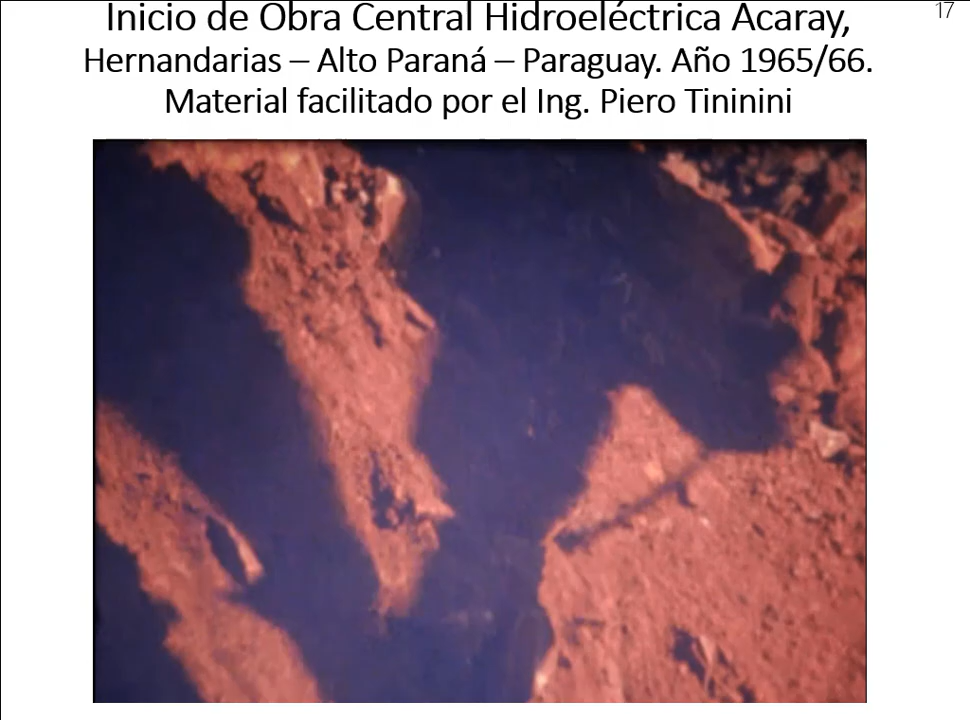 Inicio de Obra Central Hidroeléctrica Acaray,
17
Hernandarias – Alto Paraná – Paraguay. Año 1965/66.
Material facilitado por el Ing. Piero Tininini